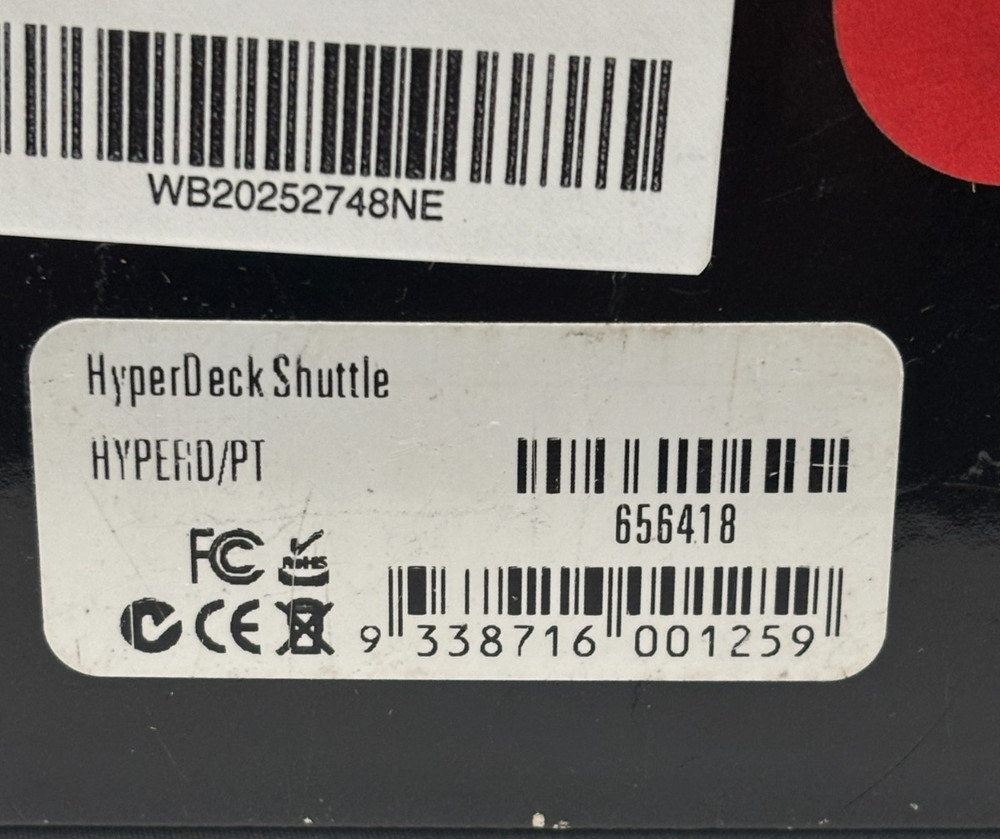 WB20252748NE
HyperDeck Shuttle
HYPERD/PT
656418
FC
RoHS
CE
9 338716 001259